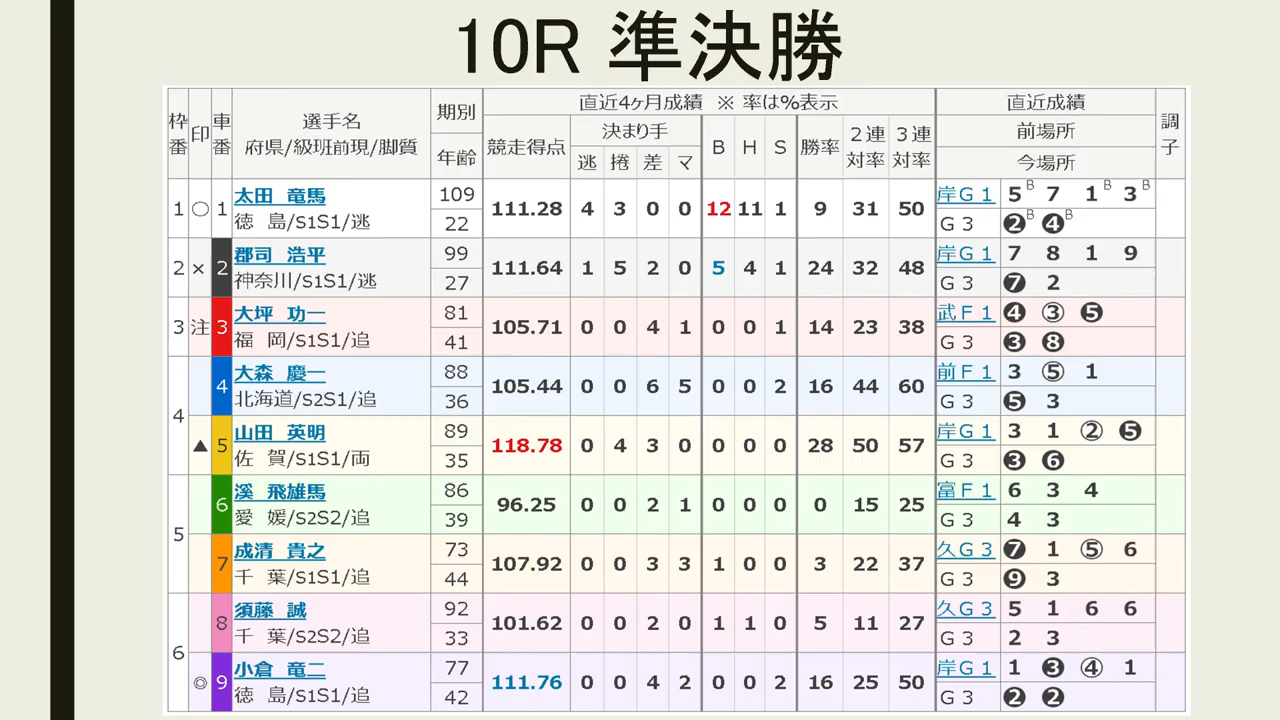 10R 準決勝
枠番 印 車番 選手名 府県/級班前現/脚質 期別 年齢 直近4ヶ月成績 ※ 率は%表示 直近成績 調子
競走得点 決まり手 B H S 勝率 2連対率 3連対率 前場所
逃 捲 差 マ 今場所
1 ○ 1 太田 竜馬 109 111.28 4 3 0 0 12 11 1 9 31 50 岸G1 5B 7 1B 3B
徳 島/S1S1/逃 22 G3 ❷B ❹B
2 × 2 郡司 浩平 99 111.64 1 5 2 0 5 4 1 24 32 48 岸G1 7 8 1 9
神奈川/S1S1/逃 27 G3 ❼ 2
3 注 3 大坪 功一 81 105.71 0 0 4 1 0 0 1 14 23 38 武F1 ❹ ③ ❺
福 岡/S1S1/追 41 G3 ❸ ❽
4 4 大森 慶一 88 105.44 0 0 6 5 0 0 2 16 44 60 前F1 3 ⑤ 1
北海道/S2S1/追 36 G3 ❺ 3
▲ 5 山田 英明 89 118.78 0 4 3 0 0 0 0 28 50 57 岸G1 3 1 ② ❺
佐 賀/S1S1/両 35 G3 ❸ ❻
5 6 溪 飛雄馬 86 96.25 0 0 2 1 0 0 0 0 15 25 富F1 6 3 4
愛 媛/S2S2/追 39 G3 4 3
7 成清 貴之 73 107.92 0 0 3 3 1 0 0 3 22 37 久G3 ❼ 1 ⑤ 6
千 葉/S1S1/追 44 G3 ❾ 3
6 8 須藤 誠 92 101.62 0 0 2 0 1 1 0 5 11 27 久G3 5 1 6 6
千 葉/S2S2/追 33 G3 2 3
◎ 9 小倉 竜二 77 111.76 0 0 4 2 0 0 2 16 25 50 岸G1 1 ❸ ④ 1
徳 島/S1S1/追 42 G3 ❷ ❷